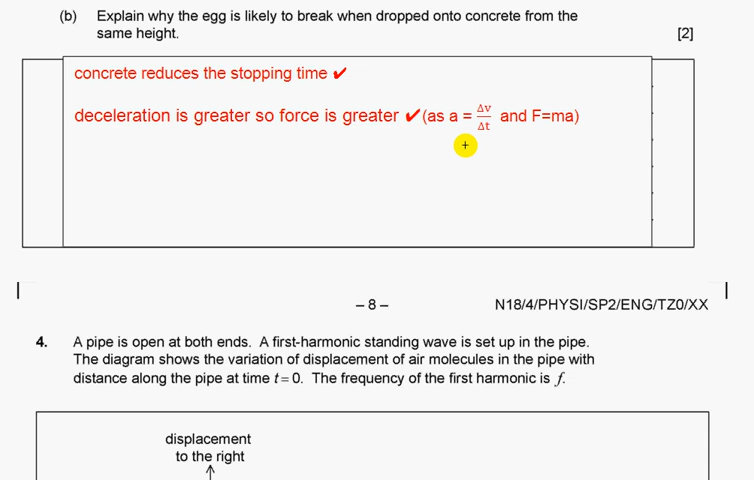 (b) Explain why the egg is likely to break when dropped onto concrete from the
same height.
[2]
concrete reduces the stopping time ✔
deceleration is greater so force is greater ✔ (as a = Δv/Δt and F=ma)
– 8 –
N18/4/PHYSI/SP2/ENG/TZ0/XX
4. A pipe is open at both ends. A first-harmonic standing wave is set up in the pipe.
The diagram shows the variation of displacement of air molecules in the pipe with
distance along the pipe at time t = 0. The frequency of the first harmonic is f.
displacement
to the right